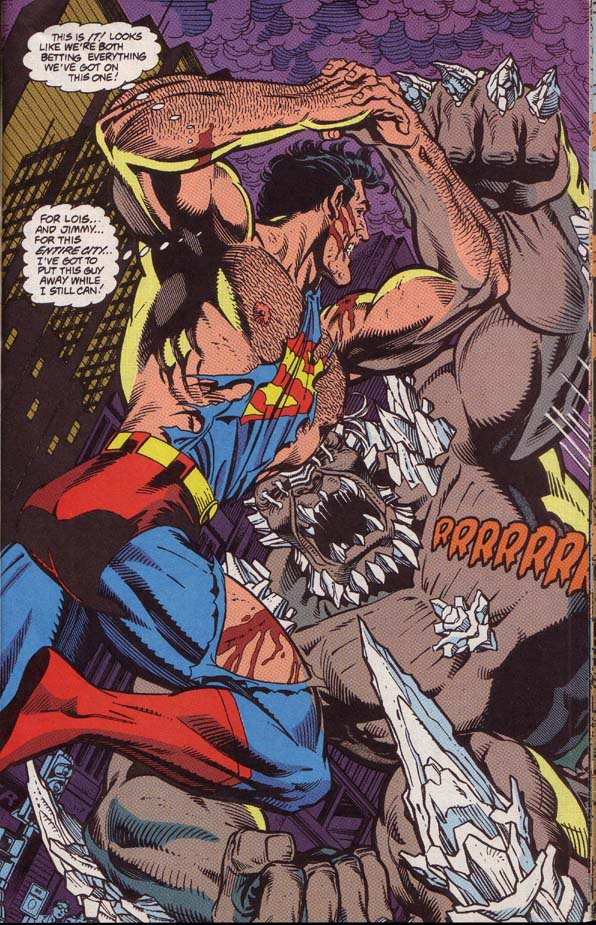 THIS IS IT! LOOKS
LIKE WE'RE BOTH
BETTING EVERYTHING
WE'VE GOT ON
THIS ONE!
FOR LOIS...
AND JIMMY...
FOR THIS
ENTIRE CITY...
I'VE GOT TO
PUT THIS GUY
AWAY WHILE
I STILL CAN!
S
RRRRRRR